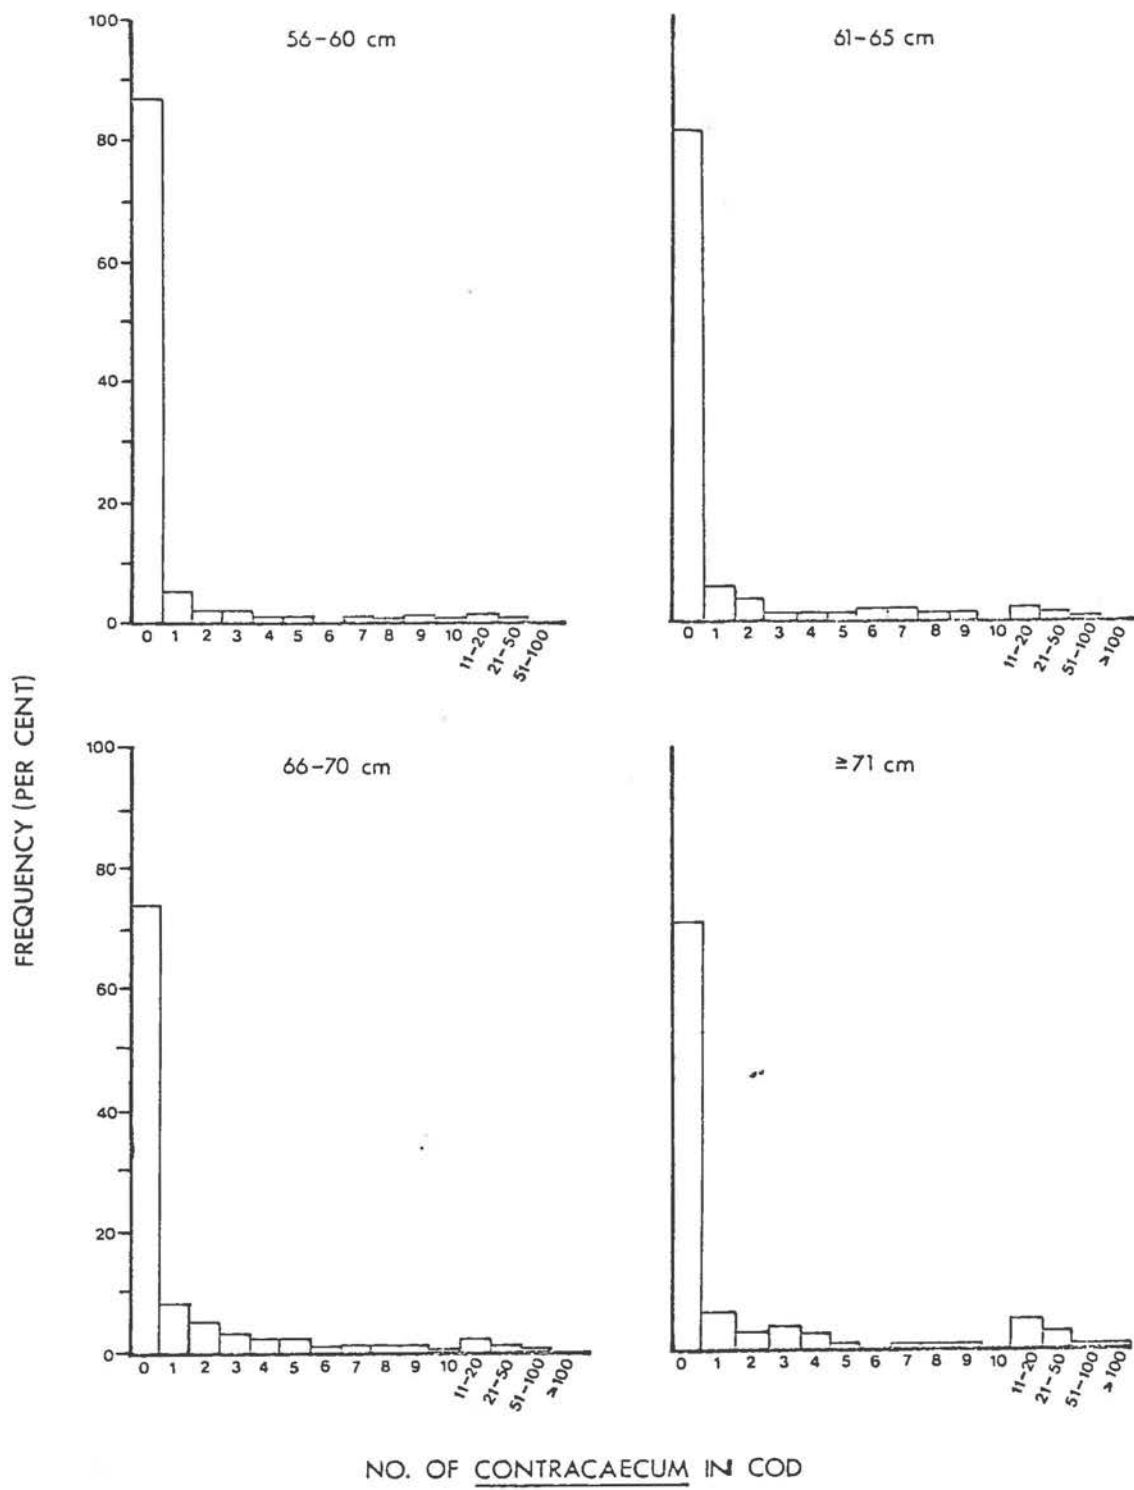 56-60 cm
100
80
60
40
20
0
0 1 2 3 4 5 6 7 8 9 10 11-20 21-50 51-100
61-65 cm
0 1 2 3 4 5 6 7 8 9 10 11-20 21-50 51-100 ≥100
FREQUENCY (PER CENT)
66-70 cm
100
80
60
40
20
0
0 1 2 3 4 5 6 7 8 9 10 11-20 21-50 51-100 ≥100
≥71 cm
0 1 2 3 4 5 6 7 8 9 10 11-20 21-50 51-100 ≥100
NO. OF CONTRACAECUM IN COD